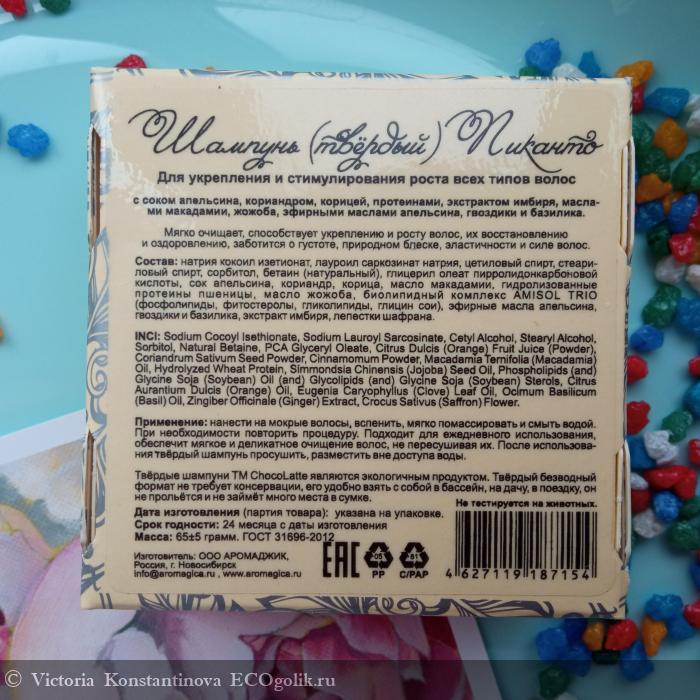 Шампунь (твёрдый) Пиканто
Для укрепления и стимулирования роста всех типов волос
с соком апельсина, кориандром, корицей, протеинами, экстрактом имбиря, масла-
ми макадамии, жожоба, эфирными маслами апельсина, гвоздики и базилика.
Мягко очищает, способствует укреплению и росту волос, их восстановлению
и оздоровлению, заботится о густоте, природном блеске, эластичности и силе волос.
Состав: натрия кокоил изетионат, лауроил саркозинат натрия, цетиловый спирт, стеари-
ловый спирт, сорбитол, бетаин (натуральный), глицерил олеат пирролидонкарбоновой
кислоты, сок апельсина, кориандр, корица, масло макадамии, гидролизованные
протеины пшеницы, масло жожоба, биолипидный комплекс AMISOL TRIO
(фосфолипиды, фитостеролы, гликолипиды, глицин сои), эфирные масла апельсина,
гвоздики и базилика, экстракт имбиря, лепестки шафрана.
INCI: Sodium Cocoyl Isethionate, Sodium Lauroyl Sarcosinate, Cetyl Alcohol, Stearyl Alcohol,
Sorbitol, Natural Betaine, PCA Glyceryl Oleate, Citrus Dulcis (Orange) Fruit Juice (Powder),
Coriandrum Sativum Seed Powder, Cinnamomum Powder, Macadamia Ternifolia (Macadamia)
Oil, Hydrolyzed Wheat Protein, Simmondsia Chinensis (Jojoba) Seed Oil, Phospholipids (and)
Glycine Soja (Soybean) Oil (and) Glycolipids (and) Glycine Soja (Soybean) Sterols, Citrus
Aurantium Dulcis (Orange) Oil, Eugenia Caryophyllus (Clove) Leaf Oil, Ocimum Basilicum
(Basil) Oil, Zingiber Officinale (Ginger) Extract, Crocus Sativus (Saffron) Flower.
Применение: нанести на мокрые волосы, вспенить, мягко помассировать и смыть водой.
При необходимости повторить процедуру. Подходит для ежедневного использования,
обеспечит мягкое и деликатное очищение волос, не пересушивая их. После использова-
ния твёрдый шампунь просушить, разместить вне доступа воды.
Твёрдые шампуни ТМ ChocoLatte являются экологичным продуктом. Твёрдый безводный
формат не требует консервации, его удобно взять с собой в бассейн, на дачу, в поездку, он
не прольётся и не займёт много места в сумке.
Не тестируется на животных.
Дата изготовления (партия товара): указана на упаковке.
Срок годности: 24 месяца с даты изготовления
Масса: 65±5 грамм. ГОСТ 31696-2012
Изготовитель: ООО АРОМАДЖИК,
Россия, г. Новосибирск
info@aromagica.ru , www.aromagica.ru
EAC
05
PP
81
C/PAP
4 627119 187154
© Victoria Konstantinova ECOgolik.ru